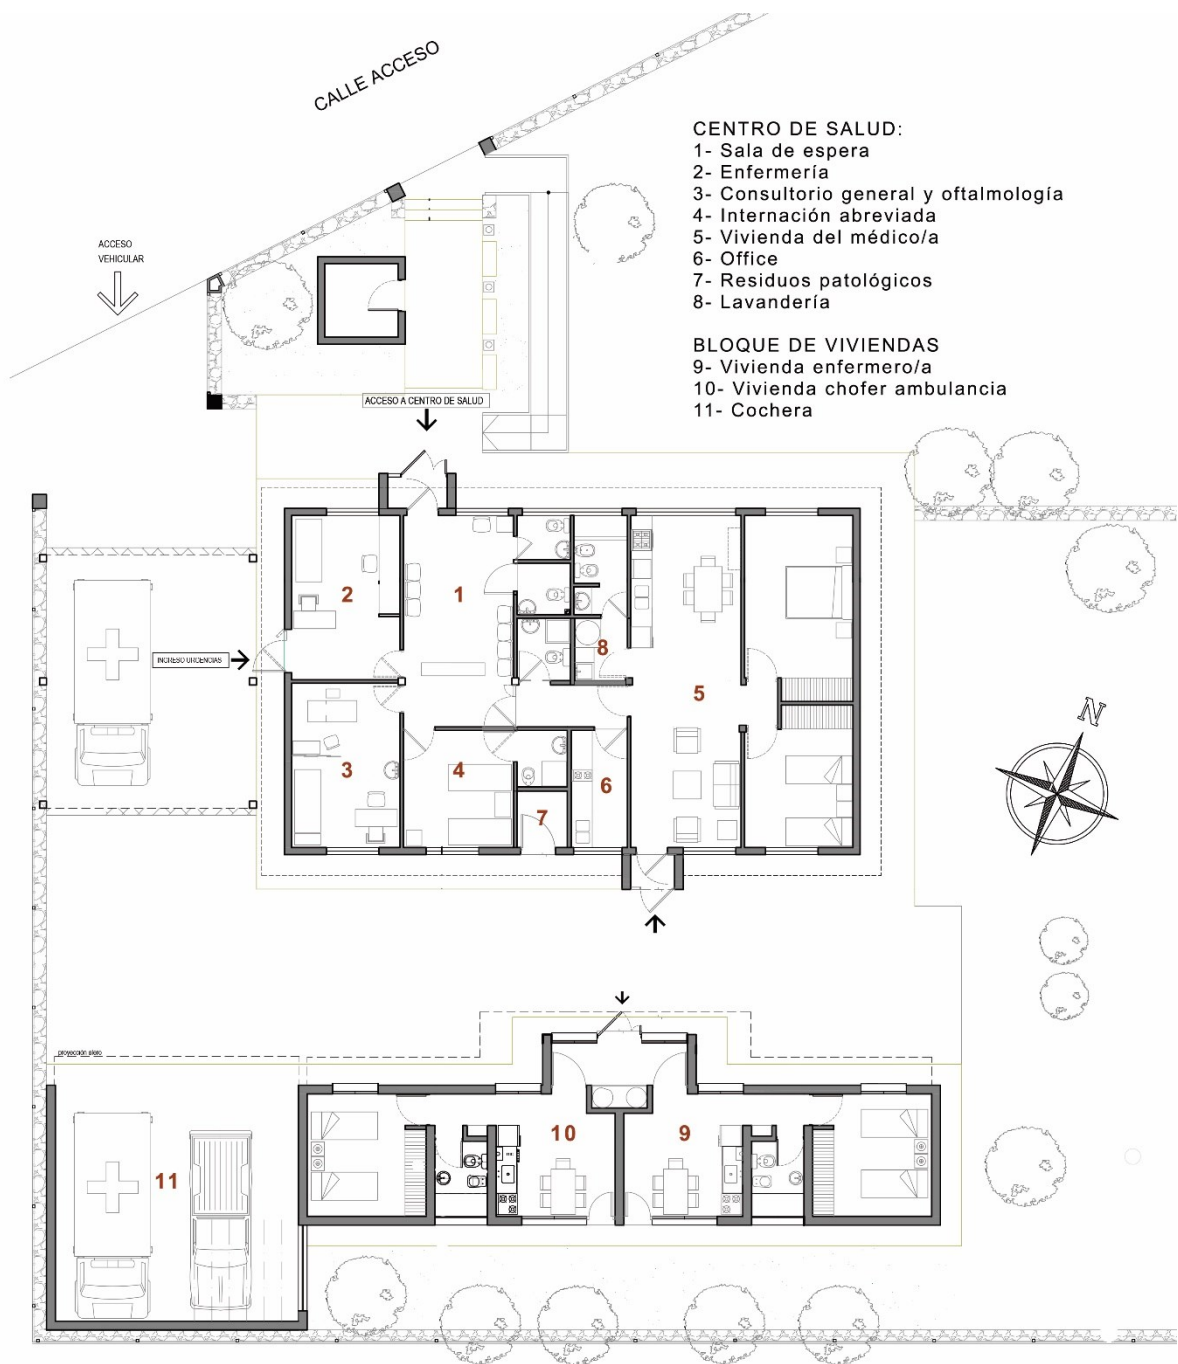 CALLE ACCESO
CENTRO DE SALUD:
1- Sala de espera
2- Enfermería
3- Consultorio general y oftalmología
4- Internación abreviada
5- Vivienda del médico/a
6- Office
7- Residuos patológicos
8- Lavandería
BLOQUE DE VIVIENDAS
9- Vivienda enfermero/a
10- Vivienda chofer ambulancia
11- Cochera
ACCESO
VEHICULAR
ACCESO A CENTRO DE SALUD
2
1
8
INGRESO URGENCIAS
5
N
3
4
6
7
proyección alero
10
9
11